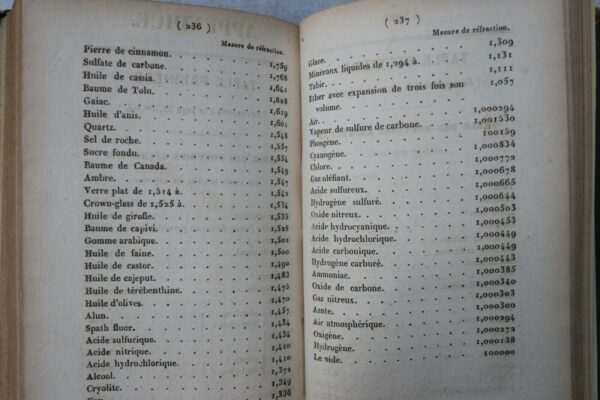 ( 236 )
Mesure de réfraction.
Pierre de cinnamon. 1,759
Sulfate de carbone. 1,768
Huile de cassia. 1,641
Baume de Tolu. 1,628
Gaiac. 1,619
Huile d'anis. 1,601
Quartz. 1,548
Sel de roche. 1,557
Sucre fondu. 1,554
Baume de Canada. 1,549
Ambre. 1,547
Verre plat de 1,514 à. 1,542
Crown-glass de 1,525 à. 1,534
Huile de girofle. 1,535
Baume de capivi. 1,528
Gomme arabique. 1,502
Huile de faine. 1,500
Huile de castor. 1,490
Huile de cajeput. 1,483
Huile de térébenthine. 1,475
Huile d'olives. 1,470
Alun. 1,457
Spath fluor. 1,434
Acide sulfurique. 1,434
Acide nitrique. 1,410
Acide hydrochlorique. 1,410
Alcool. 1,372
Cryolite. 1,349
1,336
( 237 )
Mesure de réfraction.
Glace. 1,309
Minéraux liquides de 1,294 à. 1,131
Tabir. 1,111
Ether avec expansion de trois fois son
volume. 1,057
Air. 1,000294
Vapeur de sulfure de carbone. 1,001530
Phosgène. 100159
Cyanogène. 1,000834
Chlure. 1,000772
Gaz oléfiant. 1,000678
Acide sulfureux. 1,000665
Hydrogène sulfuré. 1,000644
Oxide nitreux. 1,000503
Acide hydrocyanique. 1,000453
Acide hydrochlorique. 1,000449
Acide carbonique. 1,000449
Hydrogène carburé. 1,000443
Ammoniac. 1,000385
Oxide de carbone. 1,000340
Gaz nitreux. 1,000303
Azote. 1,000300
Air atmosphérique. 1,000294
Oxigène. 1,000272
Hydrogène. 1,000138
Le vide. 100000